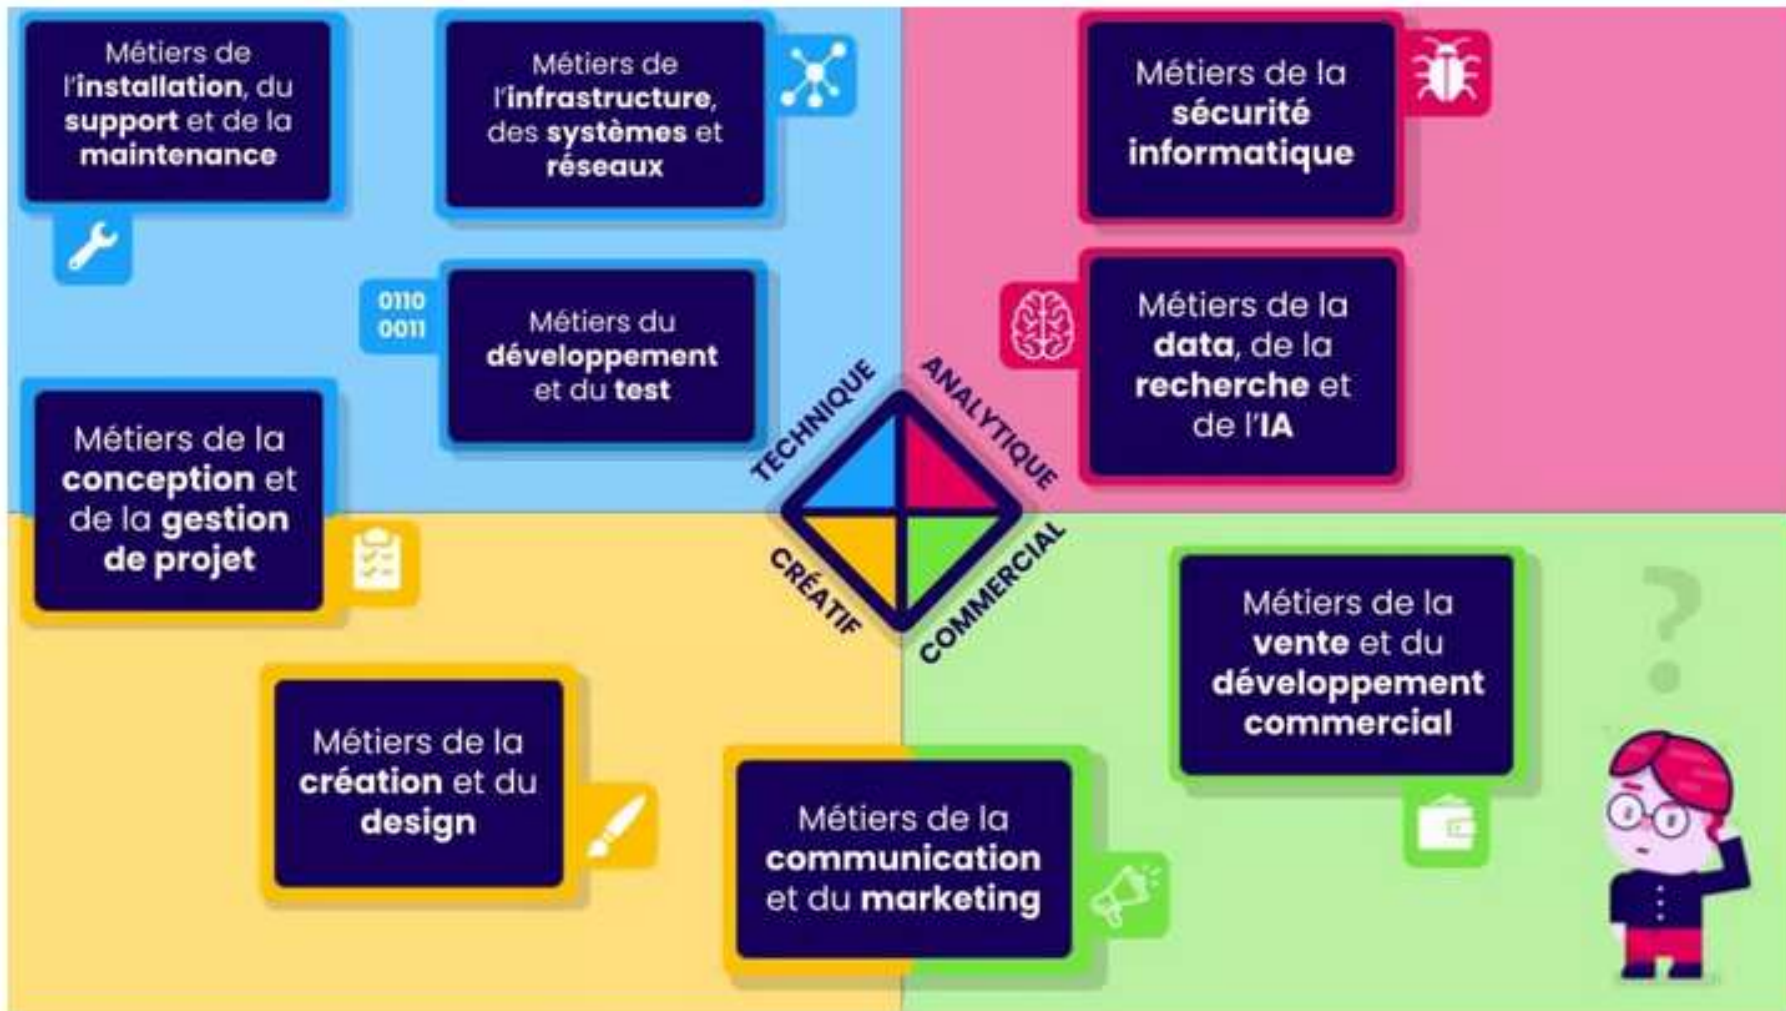 Métiers de
l'installation, du
support et de la
maintenance
Métiers de
l'infrastructure,
des systèmes et
réseaux
Métiers de la
sécurité
informatique
0110
0011
Métiers du
développement
et du test
Métiers de la
data, de la
recherche et
de l'IA
Métiers de la
conception et
de la gestion
de projet
TECHNIQUE
ANALYTIQUE
CRÉATIF
COMMERCIAL
Métiers de la
vente et du
développement
commercial
?
Métiers de la
création et du
design
Métiers de la
communication
et du marketing